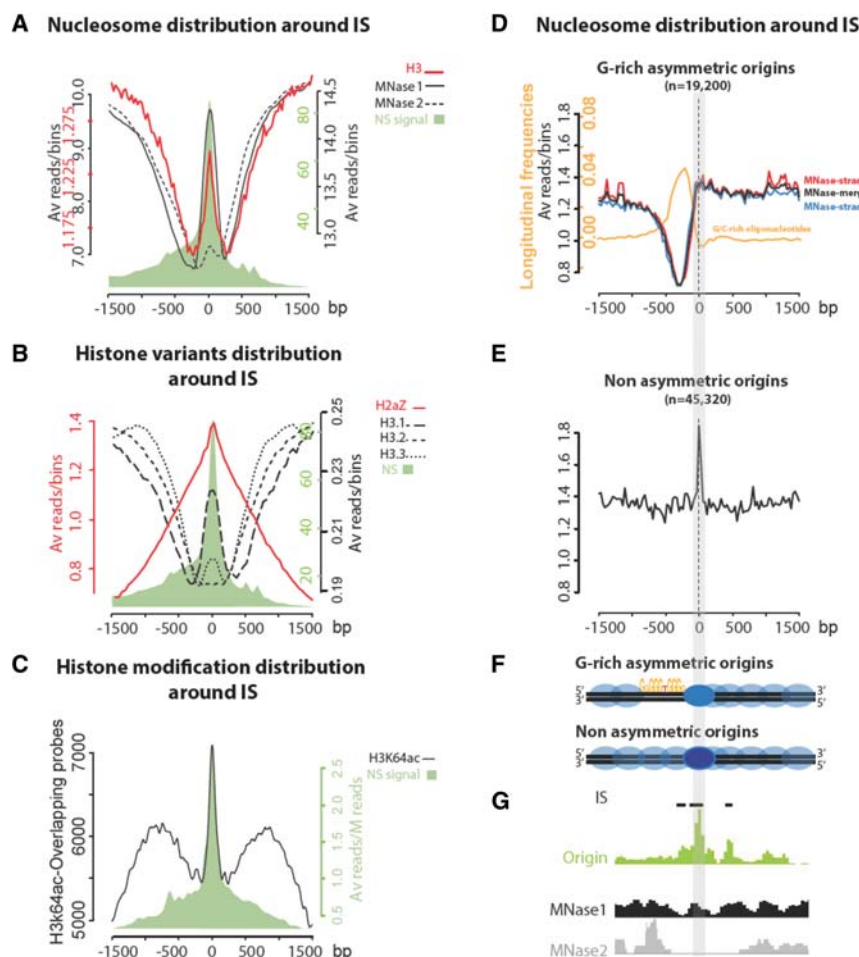 A Nucleosome distribution around IS
H3
MNase 1
MNase 2
NS signal
Av reads/bins
1.275
1.225
1.175
10.0
9.0
8.0
7.0
80
60
40
14.5
14.0
13.5
13.0
Av reads/bins
-1500 -500 0 500 1500 bp
B Histone variants distribution
around IS
H2aZ
H3.1
H3.2
H3.3
NS
Av reads/bins
1.4
1.2
1.0
0.8
60
40
20
0.25
0.23
0.21
0.19
Av reads/bins
-1500 -500 0 500 1500 bp
C Histone modification distribution
around IS
H3K64ac
NS signal
H3k64ac-Overlapping probes
7000
6000
5000
2.5
2.0
1.5
1.0
0.5
Av reads/M reads
-1500 -500 0 500 1500 bp
D Nucleosome distribution around IS
G-rich asymmetric origins
(n=19,200)
Longitudinal frequencies
0.08
0.04
0.00
Av reads/bins
1.8
1.6
1.4
1.2
1.0
0.8
MNase-stran
MNase-merg
MNase-stran
G/C-rich oligonucleotides
-1500 -500 0 500 1500 bp
E
Non asymmetric origins
(n=45,320)
Av reads/bins
1.8
1.6
1.4
1.2
1.0
0.8
-1500 -500 0 500 1500 bp
F
G-rich asymmetric origins
5' 3'
3' 5'
Non asymmetric origins
5' 3'
3' 5'
G
IS
Origin
MNase1
MNase2